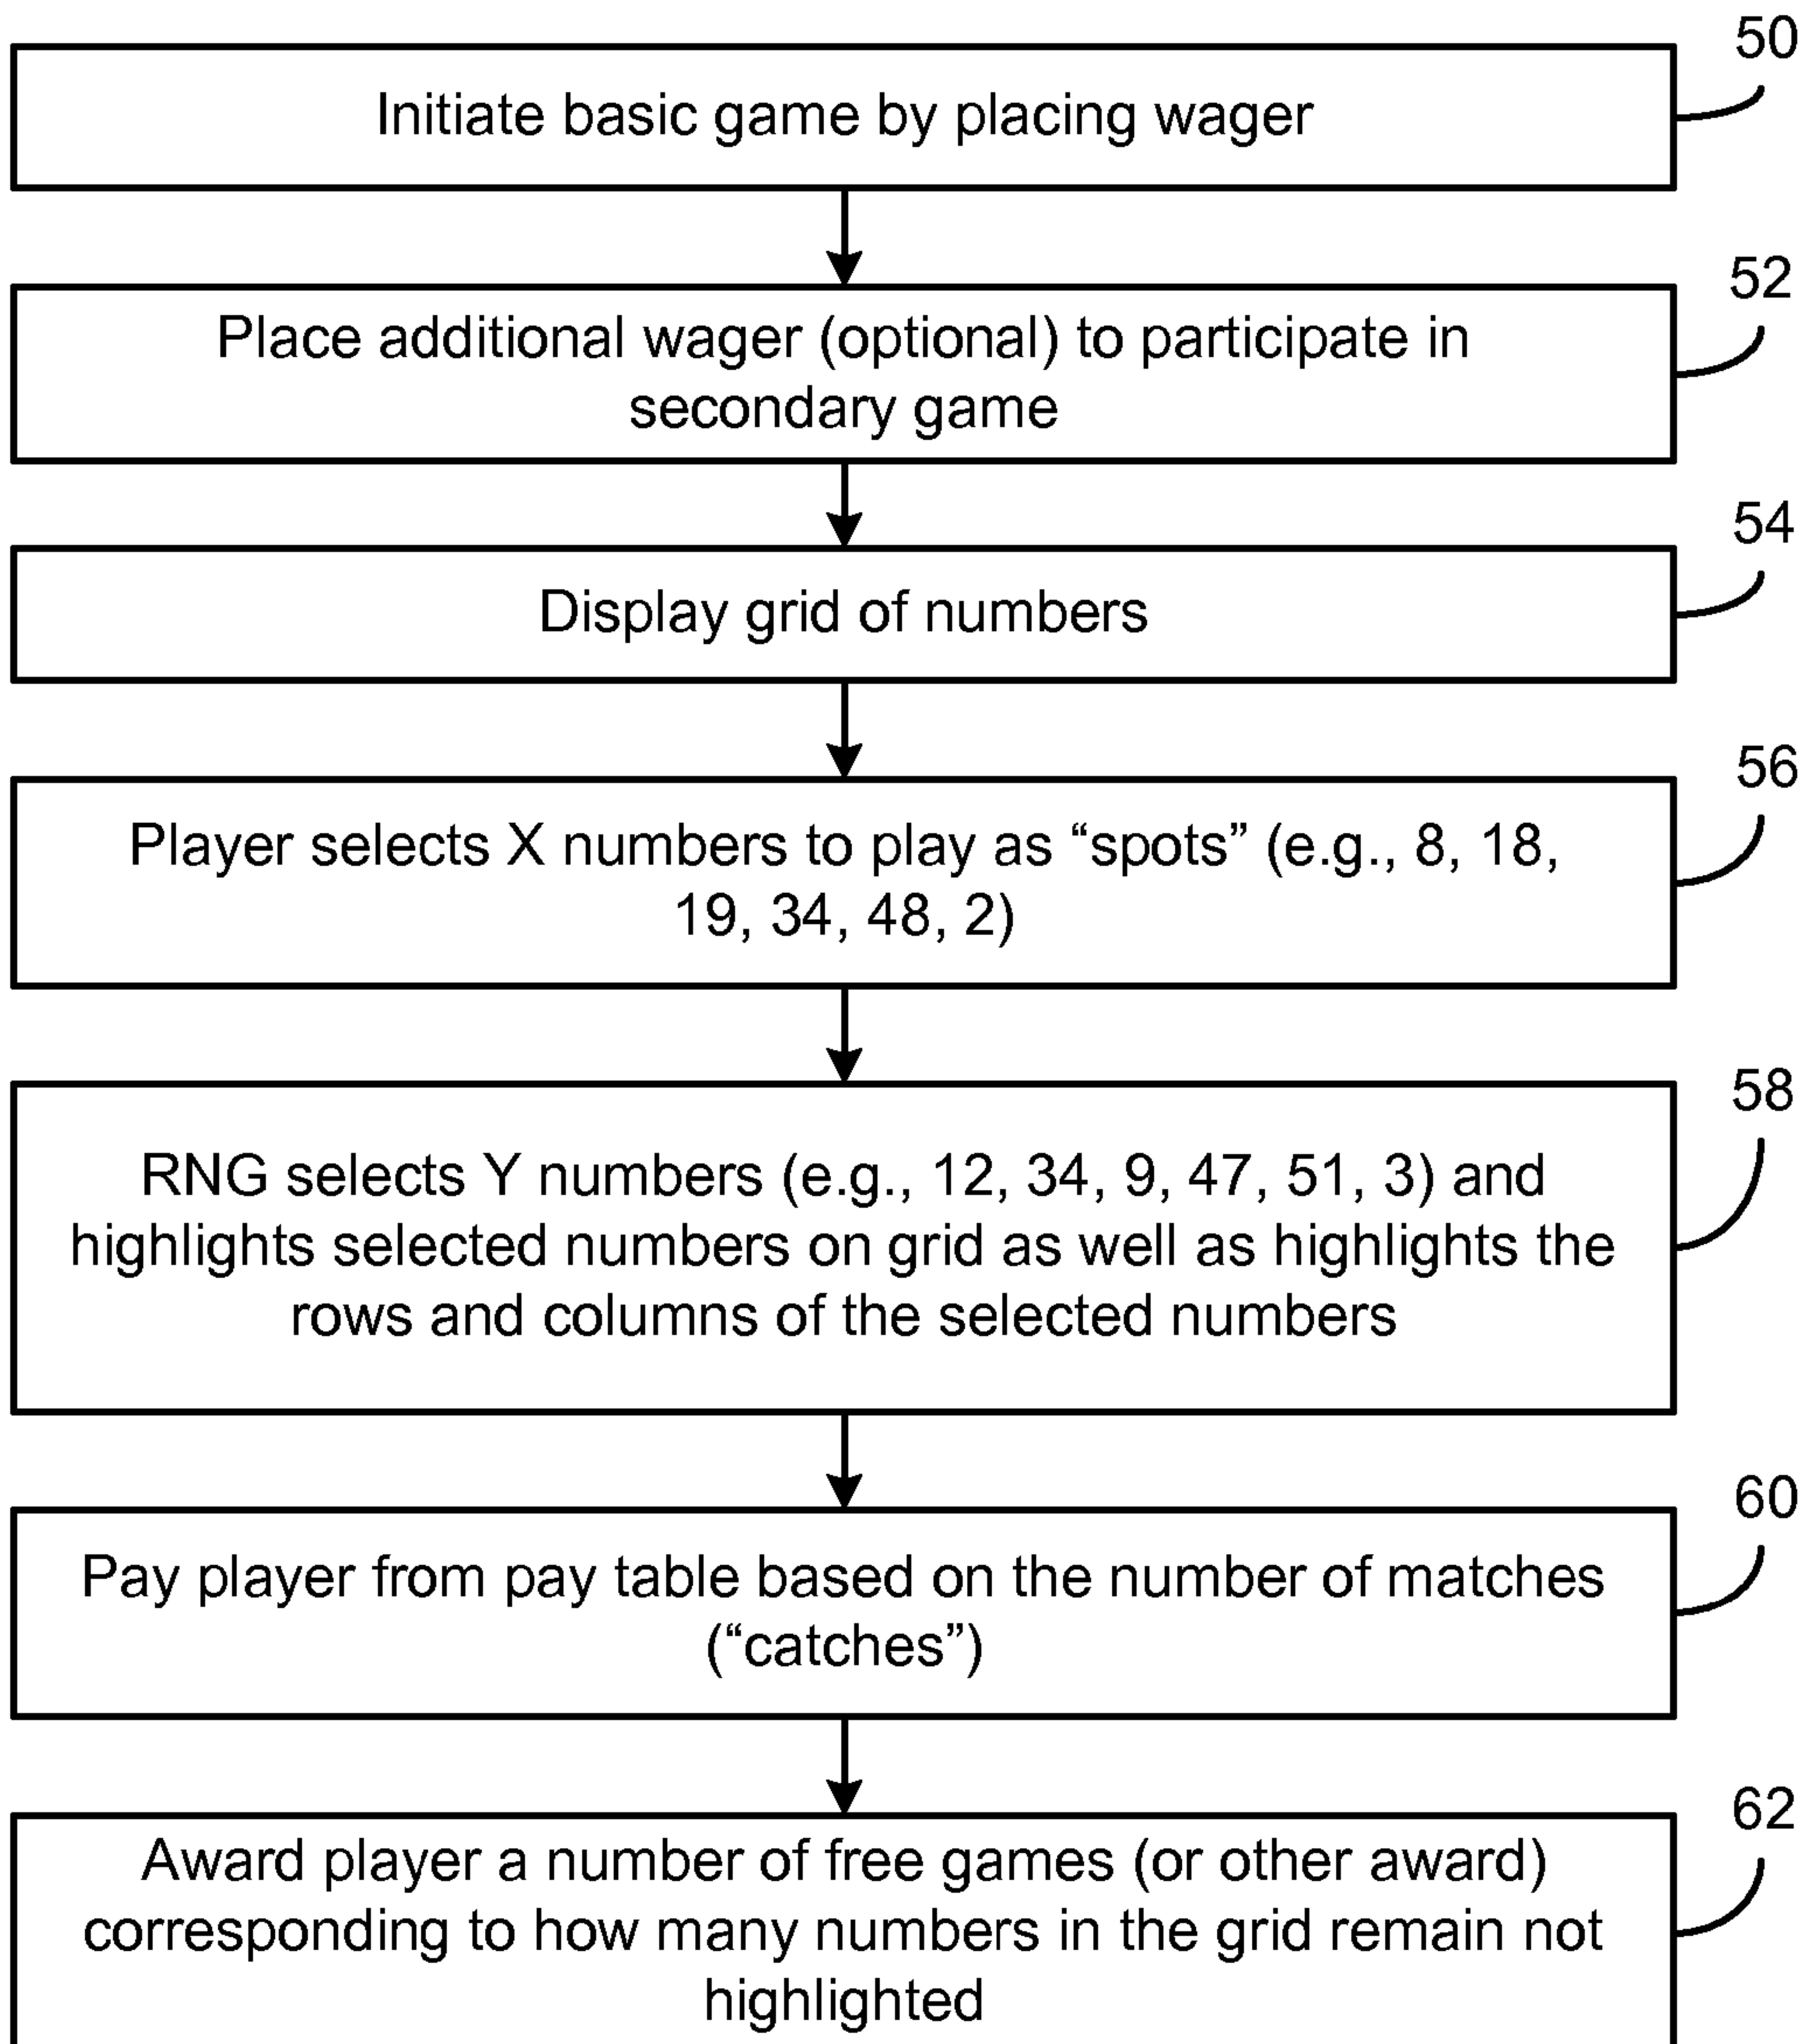 50
Initiate basic game by placing wager
52
Place additional wager (optional) to participate in
secondary game
54
Display grid of numbers
56
Player selects X numbers to play as “spots” (e.g., 8, 18,
19, 34, 48, 2)
58
RNG selects Y numbers (e.g., 12, 34, 9, 47, 51, 3) and
highlights selected numbers on grid as well as highlights the
rows and columns of the selected numbers
60
Pay player from pay table based on the number of matches
(“catches”)
62
Award player a number of free games (or other award)
corresponding to how many numbers in the grid remain not
highlighted